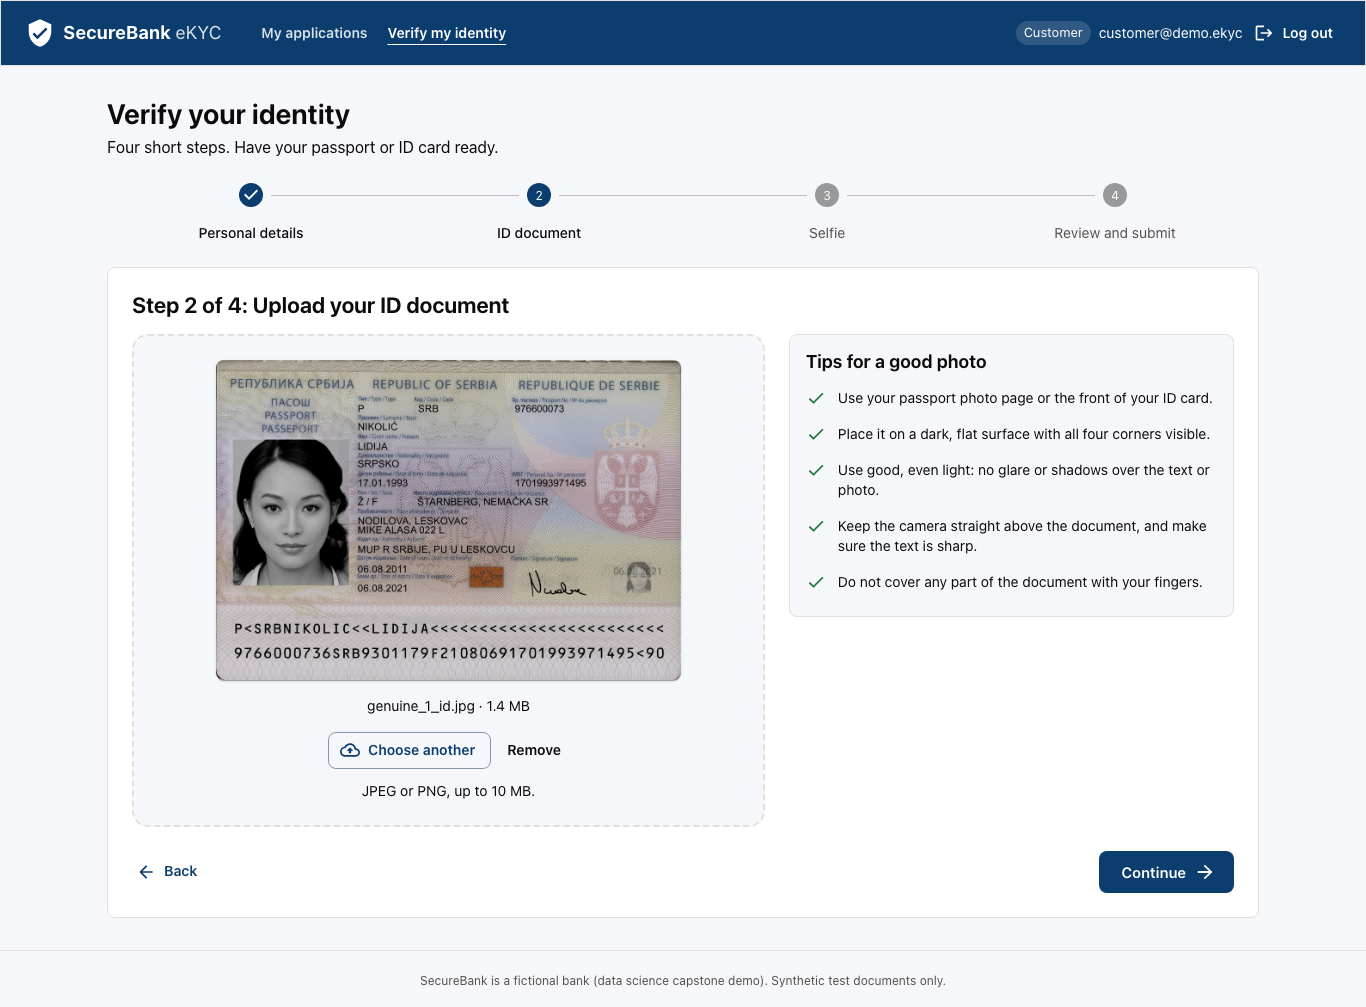 SecureBank eKYC
My applications
Verify my identity
Customer
customer@demo.ekyc
Log out
Verify your identity
Four short steps. Have your passport or ID card ready.
2
3
4
Personal details
ID document
Selfie
Review and submit
Step 2 of 4: Upload your ID document
РЕПУБЛИКА СРБИЈА REPUBLIC OF SERBIA REPUBLIQUE DE SERBIE
ПАСОШ
PASSPORT
PASSEPORT
P SRB 976600073
NIKOLIĆ
LIDIJA
SRPSKO
17.01.1993 1701993971495
Ž / F ŠTARNBERG, NEMAČKA SR
NODILOVA, LESKOVAC
MIKE ALASA 022 L
MUP R SRBIJE, PU U LESKOVCU
06.08.2011
06.08.2021
P<SRBNIKOLIC<<LIDIJA<<<<<<<<<<<<<<<<<<<<<<<<
9766000736SRB9301179F21080691701993971495<90
genuine_1_id.jpg · 1.4 MB
Choose another
Remove
JPEG or PNG, up to 10 MB.
Tips for a good photo
Use your passport photo page or the front of your ID card.
Place it on a dark, flat surface with all four corners visible.
Use good, even light: no glare or shadows over the text or
photo.
Keep the camera straight above the document, and make
sure the text is sharp.
Do not cover any part of the document with your fingers.
Back
Continue
SecureBank is a fictional bank (data science capstone demo). Synthetic test documents only.